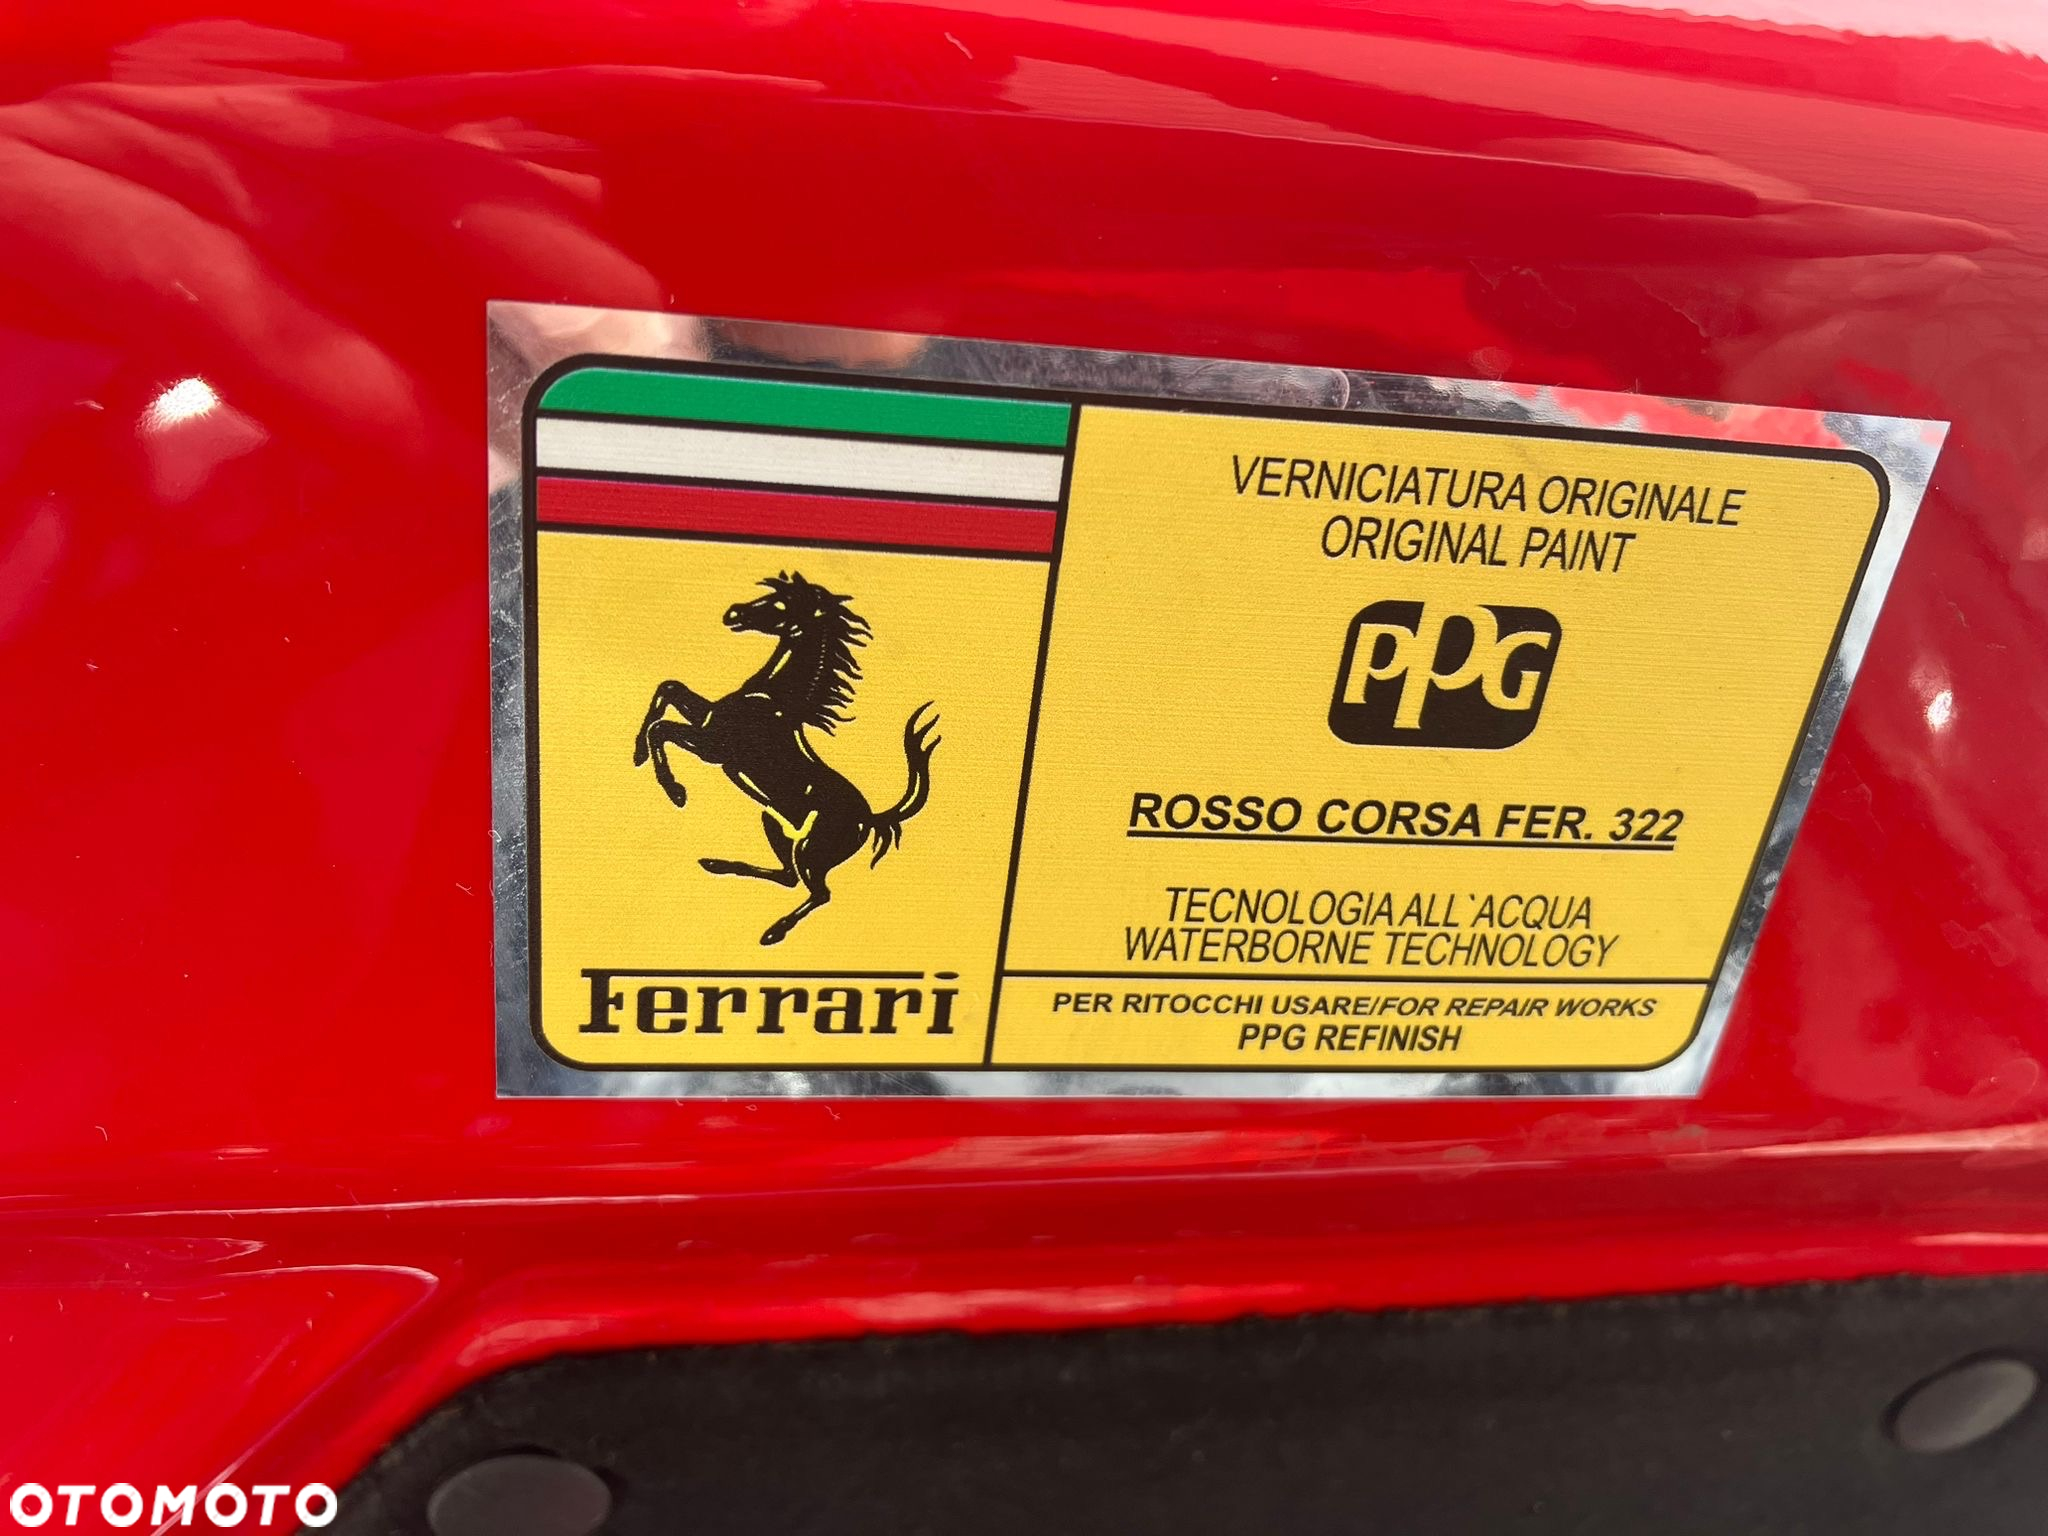 VERNICIATURA ORIGINALE
ORIGINAL PAINT
PPG
ROSSO CORSA FER. 322
TECNOLOGIA ALL`ACQUA
WATERBORNE TECHNOLOGY
Ferrari
PER RITOCCHI USARE/FOR REPAIR WORKS
PPG REFINISH
OTOMOTO